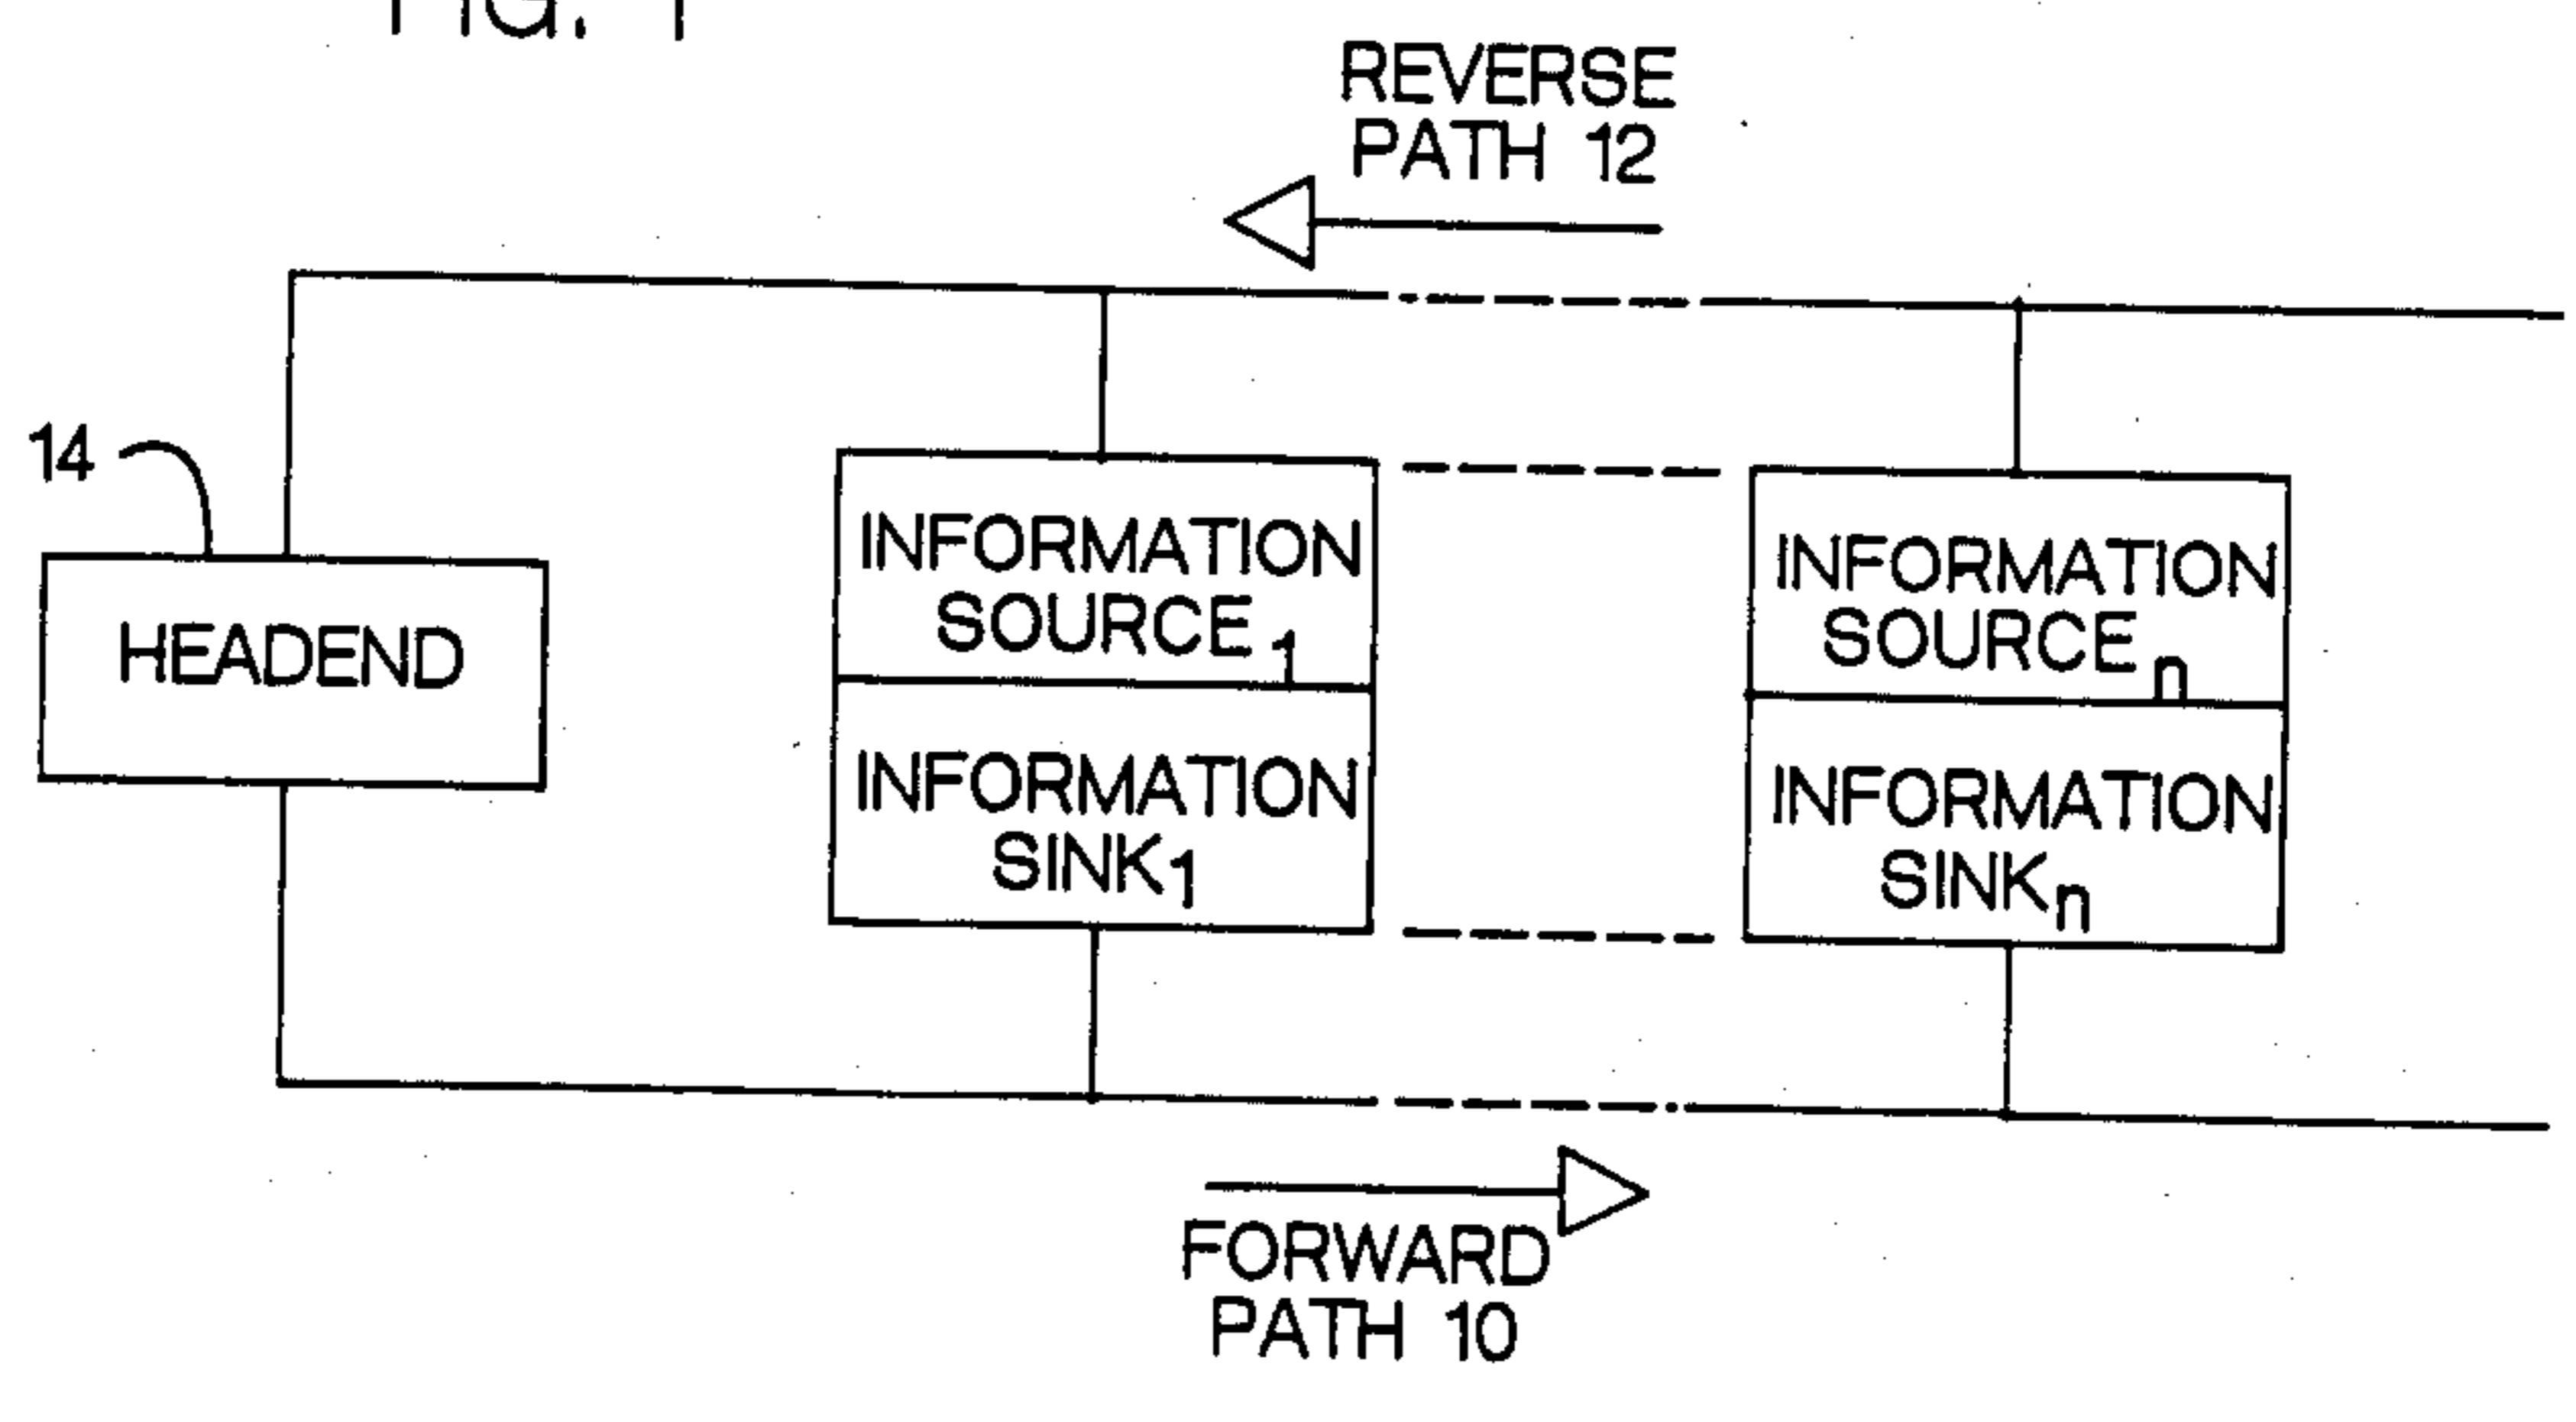 FIG. 1
REVERSE
PATH 12
14
HEADEND
INFORMATION
SOURCE 1
INFORMATION
SINK1
INFORMATION
SOURCE n
INFORMATION
SINKn
FORWARD
PATH 10